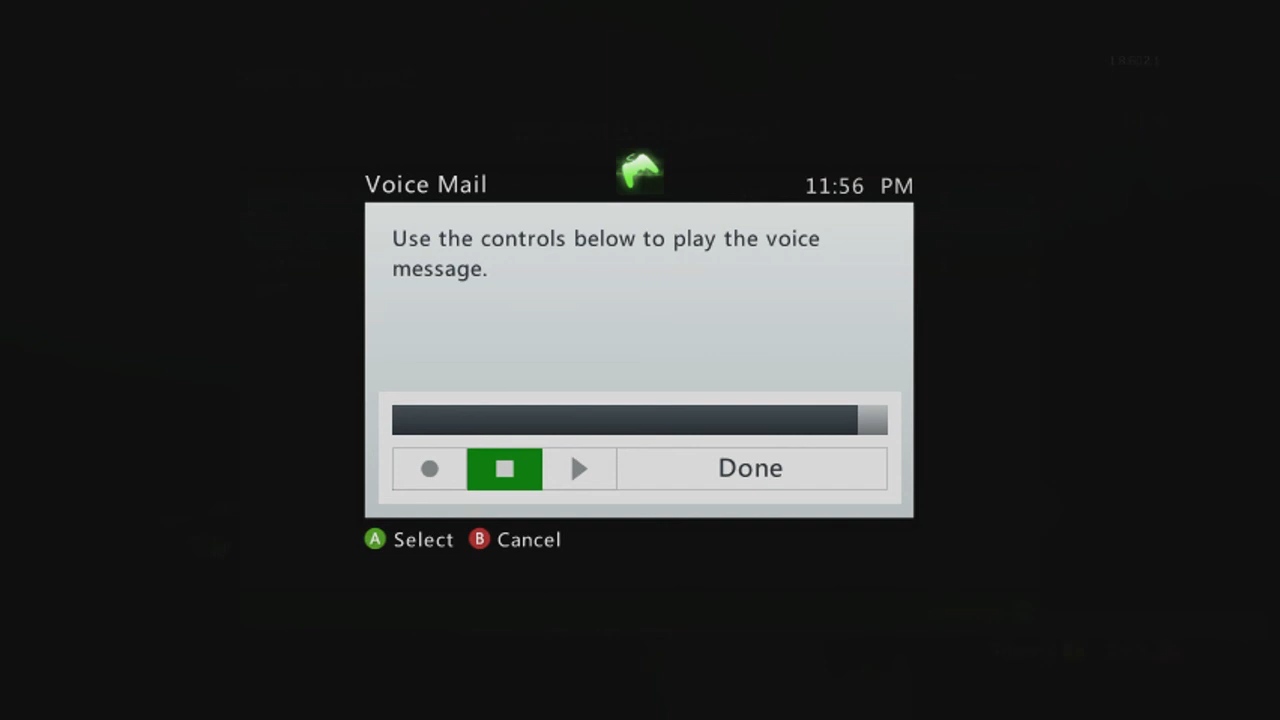 Voice Mail
11:56 PM
Use the controls below to play the voice
message.
Done
A Select B Cancel